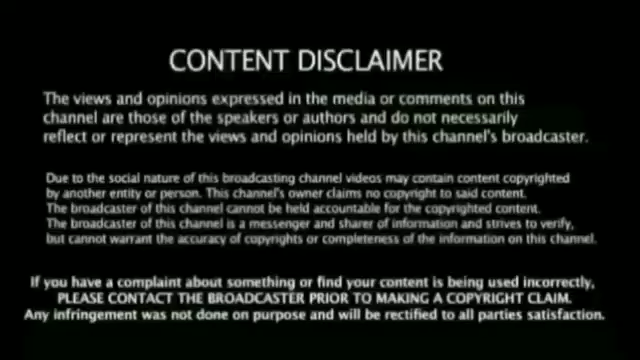 CONTENT DISCLAIMER
The views and opinions expressed in the media or comments on this
channel are those of the speakers or authors and do not necessarily
reflect or represent the views and opinions held by this channel's broadcaster.
Due to the social nature of this broadcasting channel videos may contain content copyrighted
by another entity or person. This channel's owner claims no copyright to said content.
The broadcaster of this channel cannot be held accountable for the copyrighted content.
The broadcaster of this channel is a messenger and sharer of information and strives to verify,
but cannot warrant the accuracy of copyrights or completeness of the information on this channel.
If you have a complaint about something or find your content is being used incorrectly,
PLEASE CONTACT THE BROADCASTER PRIOR TO MAKING A COPYRIGHT CLAIM.
Any infringement was not done on purpose and will be rectified to all parties satisfaction.